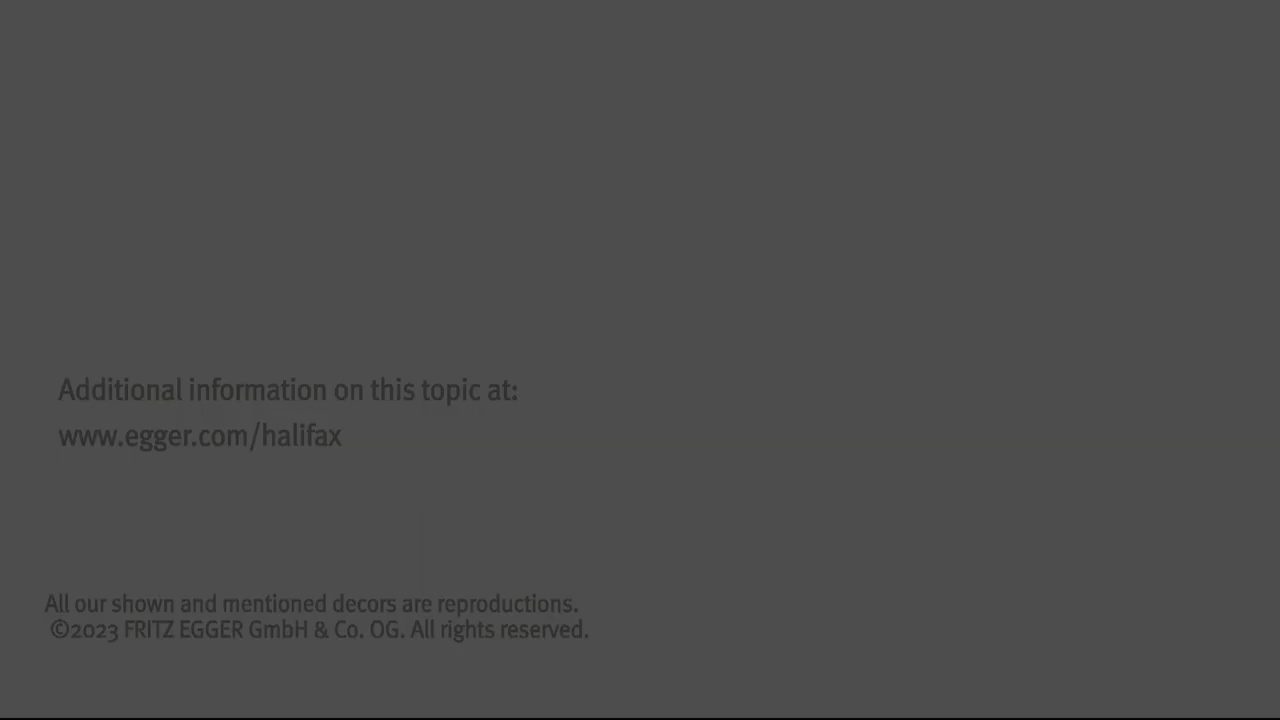 Additional information on this topic at:
www.egger.com/halifax
All our shown and mentioned decors are reproductions.
©2023 FRITZ EGGER GmbH & Co. OG. All rights reserved.